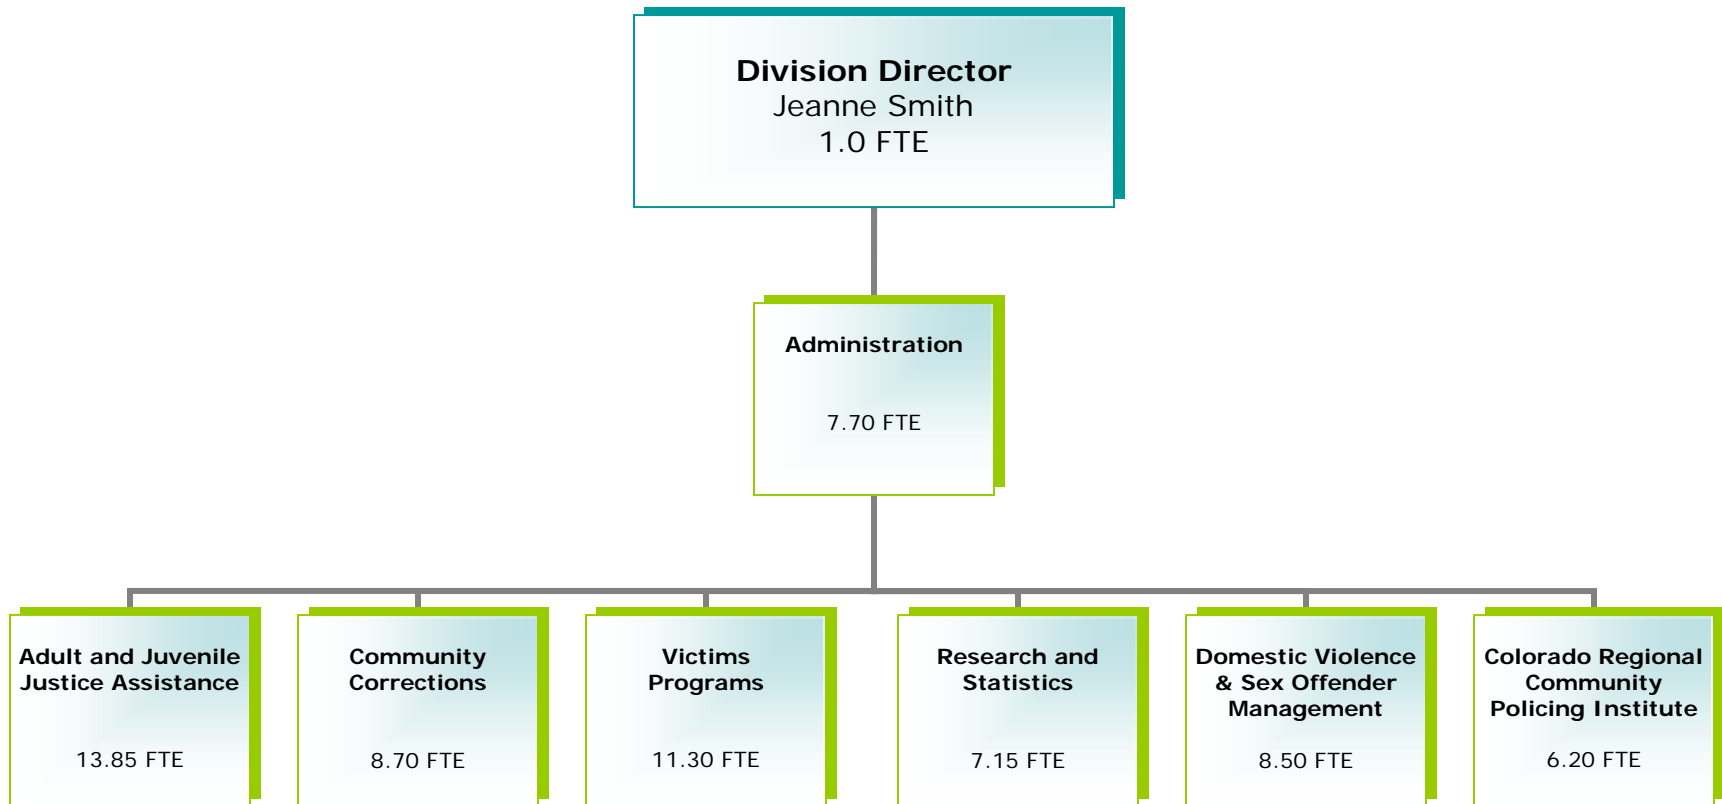 Division Director
Jeanne Smith
1.0 FTE
Administration
7.70 FTE
Adult and Juvenile
Justice Assistance
13.85 FTE
Community
Corrections
8.70 FTE
Victims
Programs
11.30 FTE
Research and
Statistics
7.15 FTE
Domestic Violence
& Sex Offender
Management
8.50 FTE
Colorado Regional
Community
Policing Institute
6.20 FTE